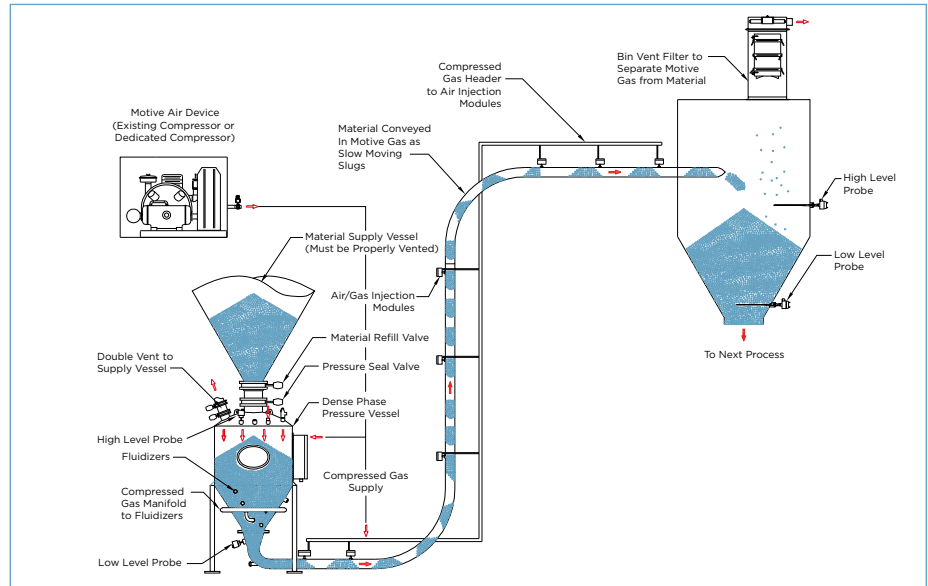 Compressed
Gas Header
to Air Injection
Modules
Bin Vent Filter to
Separate Motive
Gas from Material
Motive Air Device
(Existing Compressor or
Dedicated Compressor)
Material Conveyed
In Motive Gas as
Slow Moving
Slugs
High Level
Probe
Material Supply Vessel
(Must be Properly Vented)
Low Level
Probe
Air/Gas Injection
Modules
Material Refill Valve
To Next Process
Double Vent to
Supply Vessel
Pressure Seal Valve
Dense Phase
Pressure Vessel
High Level Probe
Fluidizers
Compressed Gas
Supply
Compressed
Gas Manifold
to Fluidizers
Low Level Probe